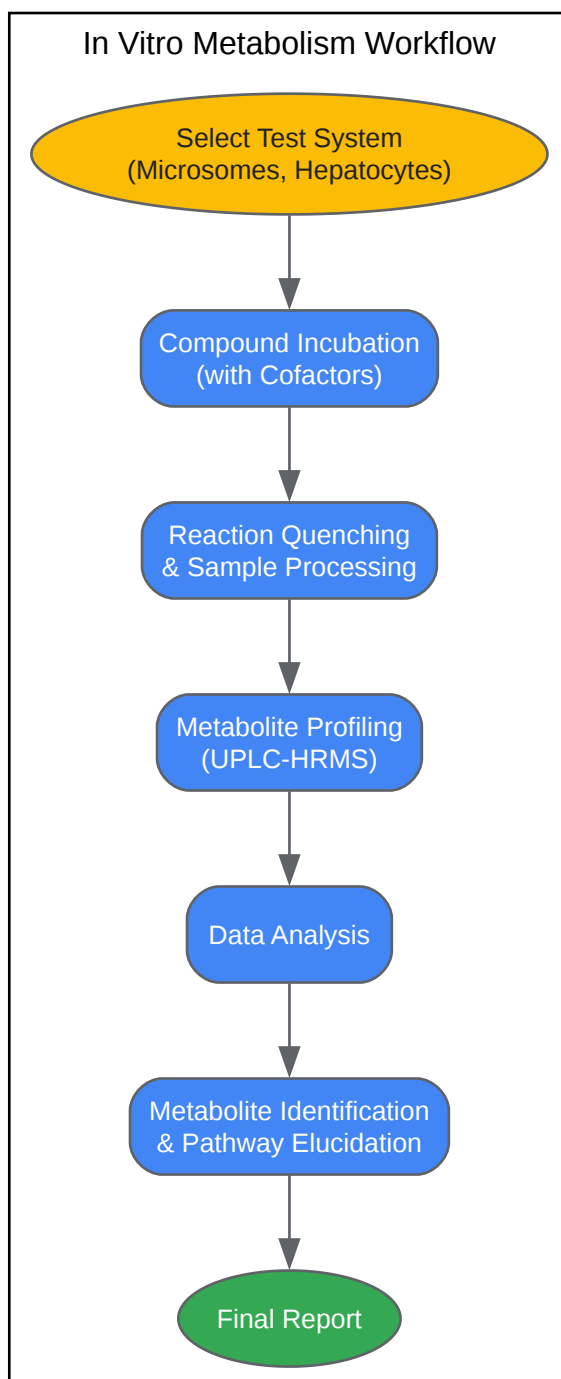 In Vitro Metabolism Workflow
Select Test System
(Microsomes, Hepatocytes)
Compound Incubation
(with Cofactors)
Reaction Quenching
& Sample Processing
Metabolite Profiling
(UPLC-HRMS)
Data Analysis
Metabolite Identification
& Pathway Elucidation
Final Report